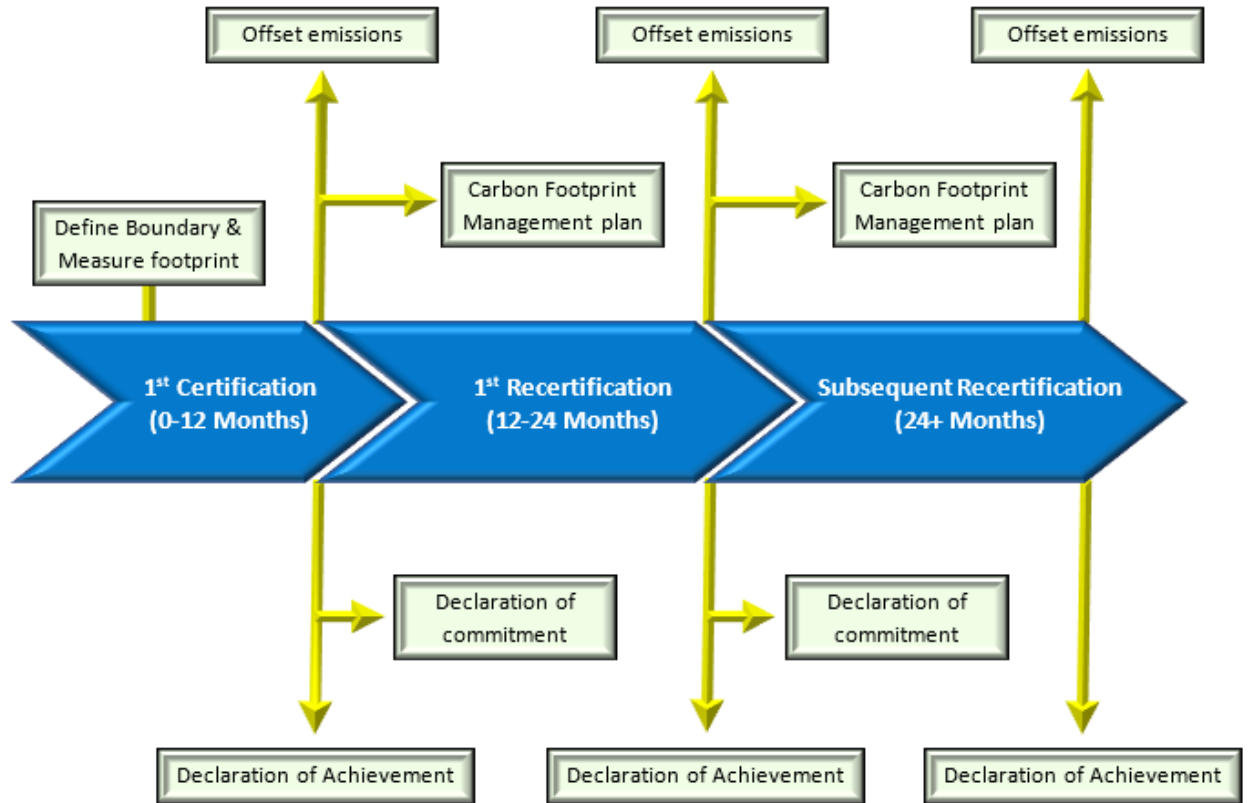 Offset emissions
Offset emissions
Offset emissions
Carbon Footprint
Management plan
Carbon Footprint
Management plan
Define Boundary &
Measure footprint
1st Certification
(0-12 Months)
1st Recertification
(12-24 Months)
Subsequent Recertification
(24+ Months)
Declaration of
commitment
Declaration of
commitment
Declaration of Achievement
Declaration of Achievement
Declaration of Achievement